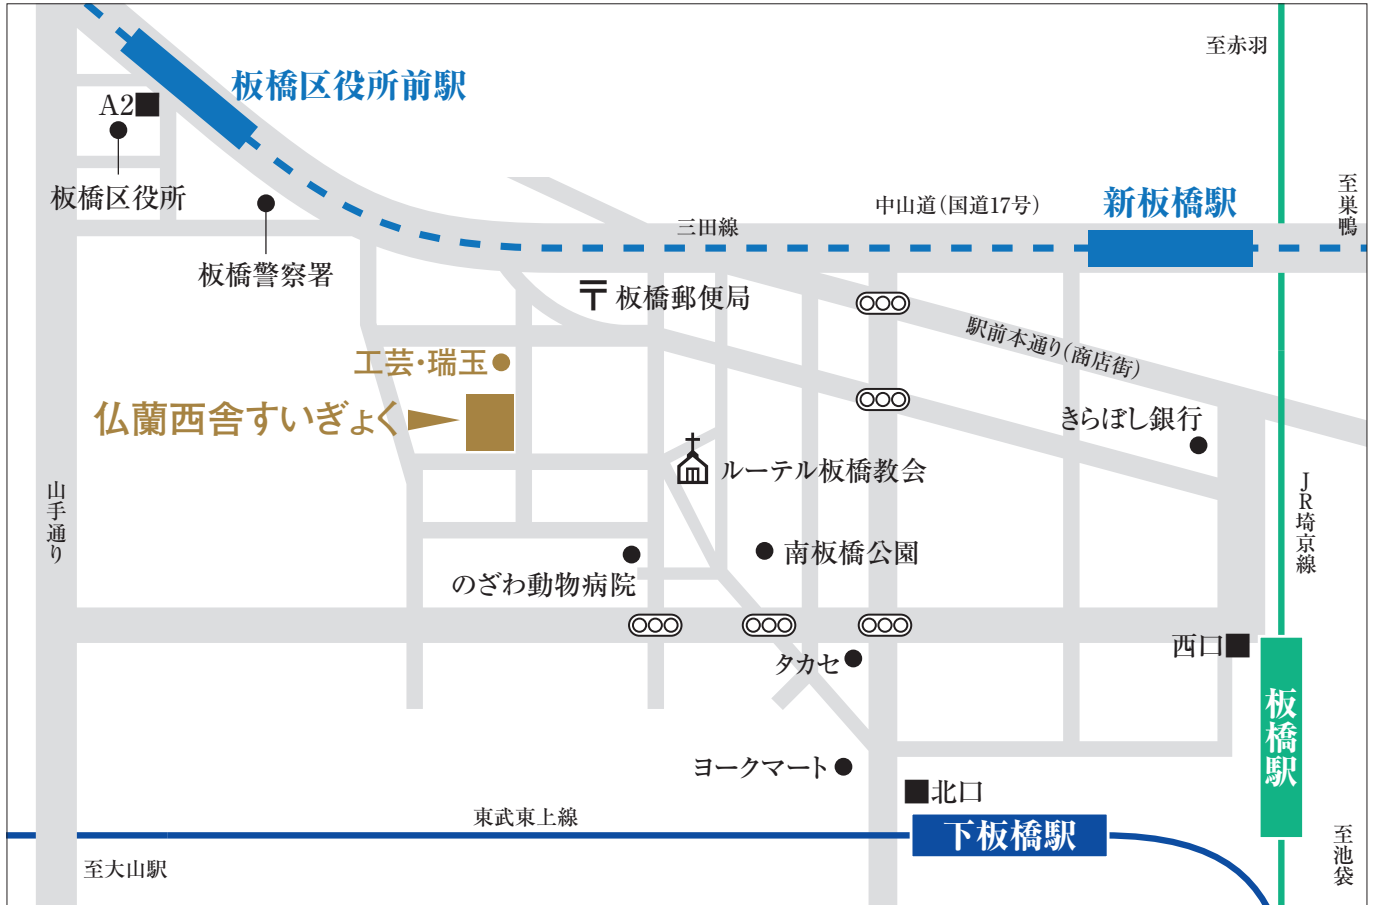 至赤羽
板橋区役所前駅
A2
板橋区役所
中山道(国道17号)
新板橋駅
至巣鴨
三田線
板橋警察署
〒板橋郵便局
駅前本通り(商店街)
工芸・瑞玉
仏蘭西舎すいぎょく
きらぼし銀行
ルーテル板橋教会
山手通り
JR埼京線
南板橋公園
のざわ動物病院
西口
タカセ
板橋駅
ヨークマート
北口
東武東上線
下板橋駅
至大山駅
至池袋